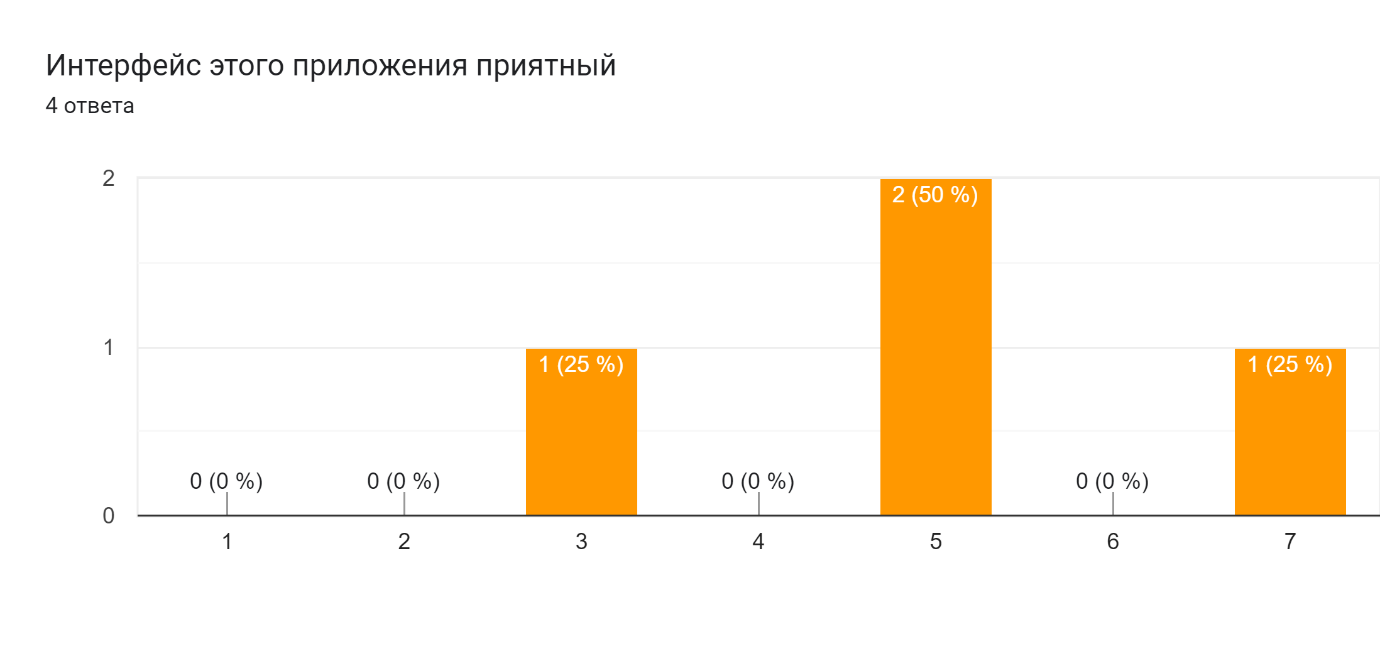 Интерфейс этого приложения приятный
4 ответа
2
2 (50 %)
1
1 (25 %)
1 (25 %)
0 (0 %)
0 (0 %)
0 (0 %)
0 (0 %)
0
1
2
3
4
5
6
7